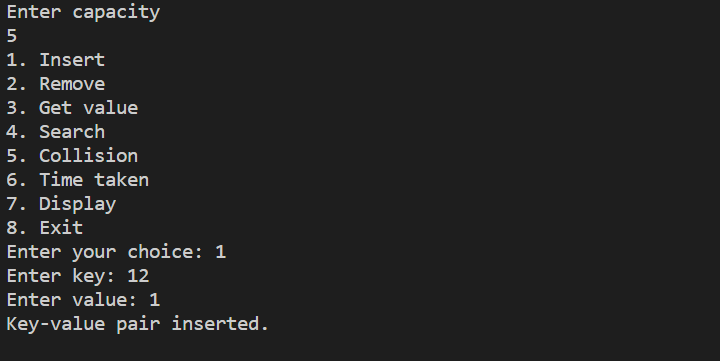 Enter capacity
5
1. Insert
2. Remove
3. Get value
4. Search
5. Collision
6. Time taken
7. Display
8. Exit
Enter your choice: 1
Enter key: 12
Enter value: 1
Key-value pair inserted.